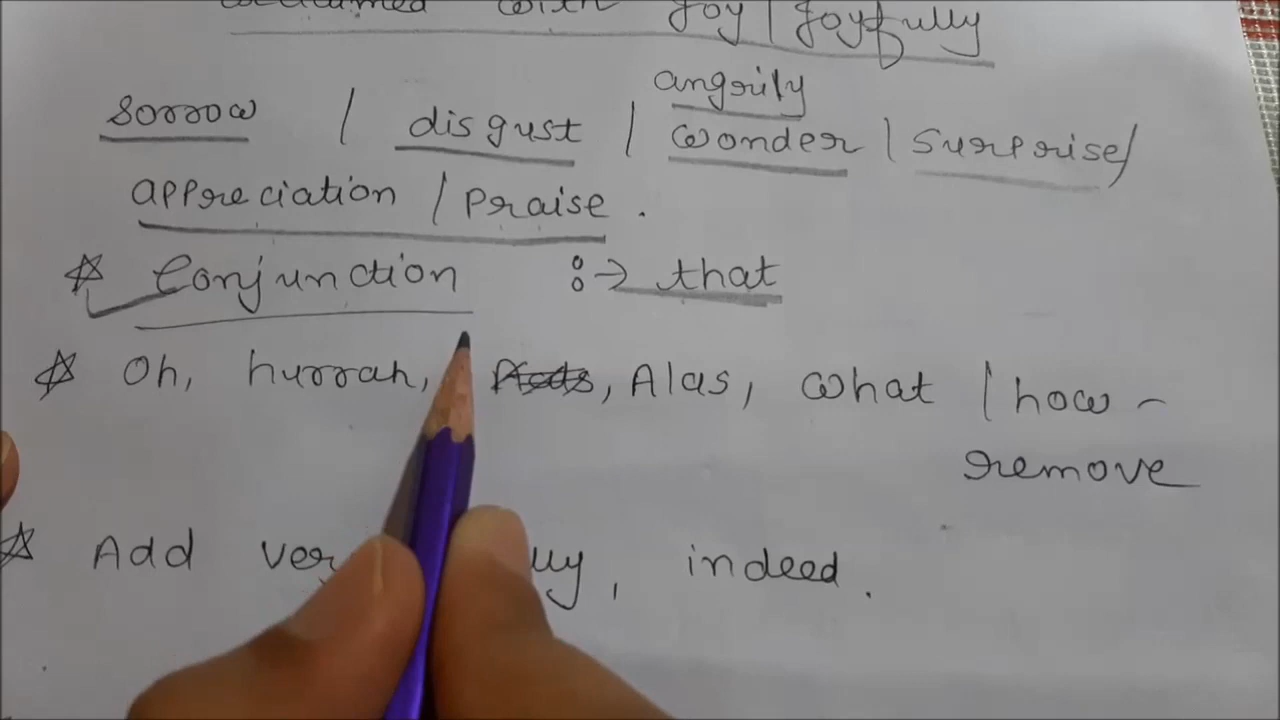 with joy / joyfully
angrily
sorrow / disgust / wonder / surprise/
appreciation / praise .
☆ Conjunction :→ that
☆ Oh, hurrah, , Alas, what / how -
remove
☆ Add indeed .